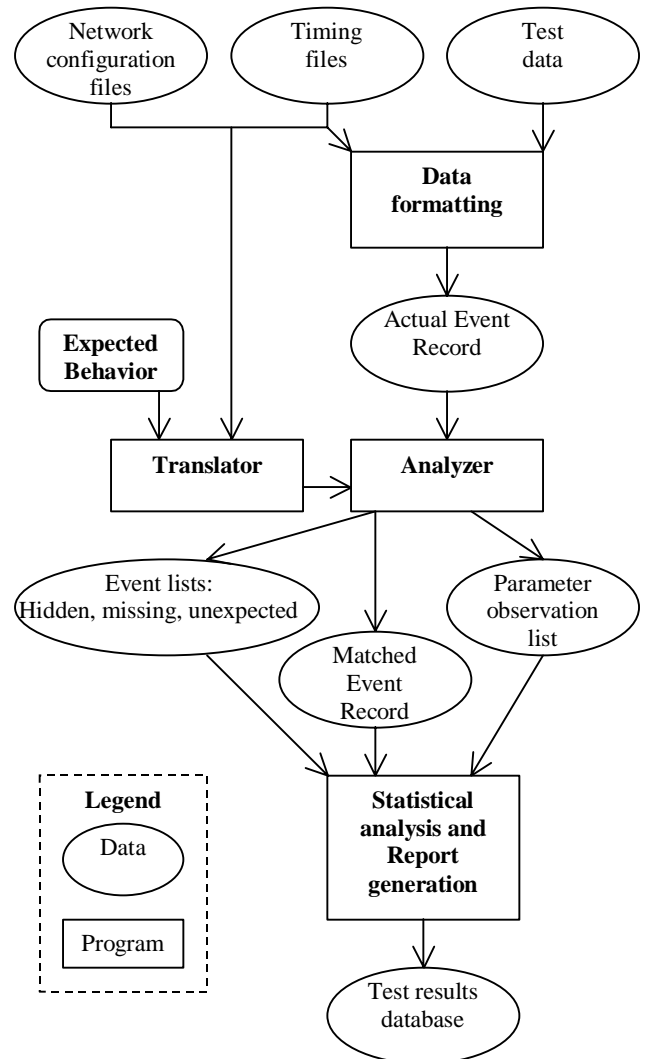 Network
configuration
files
Timing
files
Test
data
Data
formatting
Actual Event
Record
Expected
Behavior
Translator
Analyzer
Event lists:
Hidden, missing, unexpected
Matched
Event
Record
Parameter
observation
list
Legend
Data
Program
Statistical
analysis and
Report
generation
Test results
database